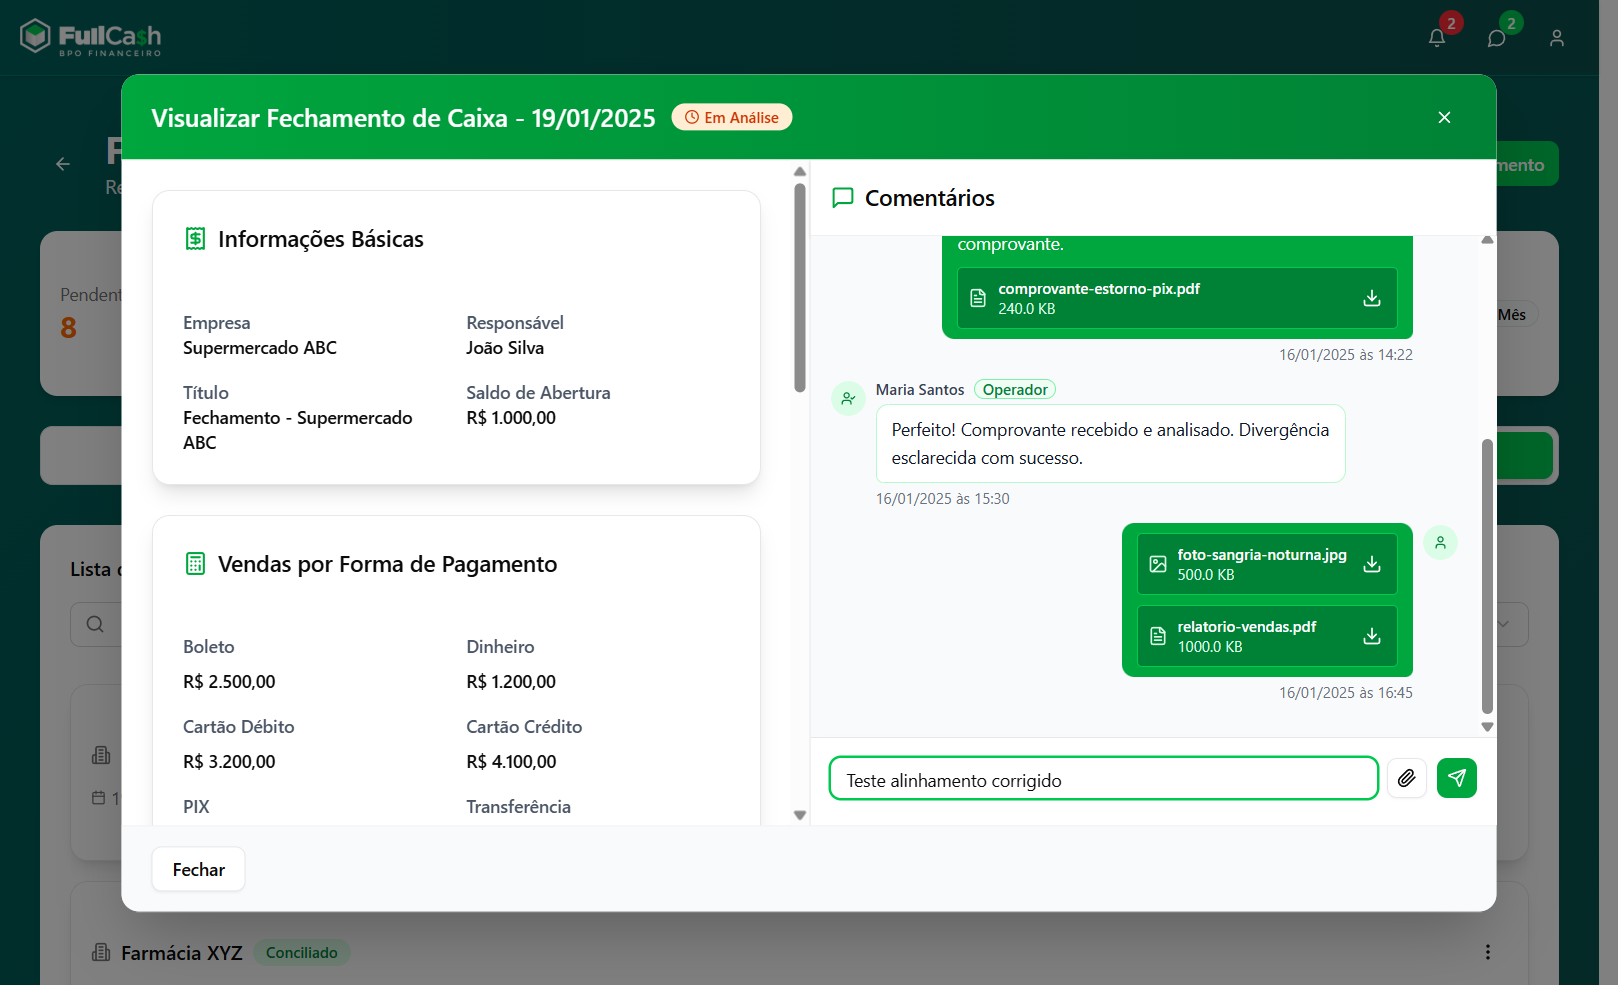 FullCa$h
BPO FINANCEIRO
2
2
Visualizar Fechamento de Caixa - 19/01/2025
Em Análise
F
Re
mento
Pendent
8
Mês
Lista
1
Informações Básicas
Empresa
Supermercado ABC
Responsável
João Silva
Título
Fechamento - Supermercado
ABC
Saldo de Abertura
R$ 1.000,00
Vendas por Forma de Pagamento
Boleto
R$ 2.500,00
Dinheiro
R$ 1.200,00
Cartão Débito
R$ 3.200,00
Cartão Crédito
R$ 4.100,00
PIX
Transferência
Comentários
comprovante.
comprovante-estorno-pix.pdf
240.0 KB
16/01/2025 às 14:22
Maria Santos
Operador
Perfeito! Comprovante recebido e analisado. Divergência
esclarecida com sucesso.
16/01/2025 às 15:30
foto-sangria-noturna.jpg
500.0 KB
relatorio-vendas.pdf
1000.0 KB
16/01/2025 às 16:45
Teste alinhamento corrigido
Fechar
Farmácia XYZ
Conciliado